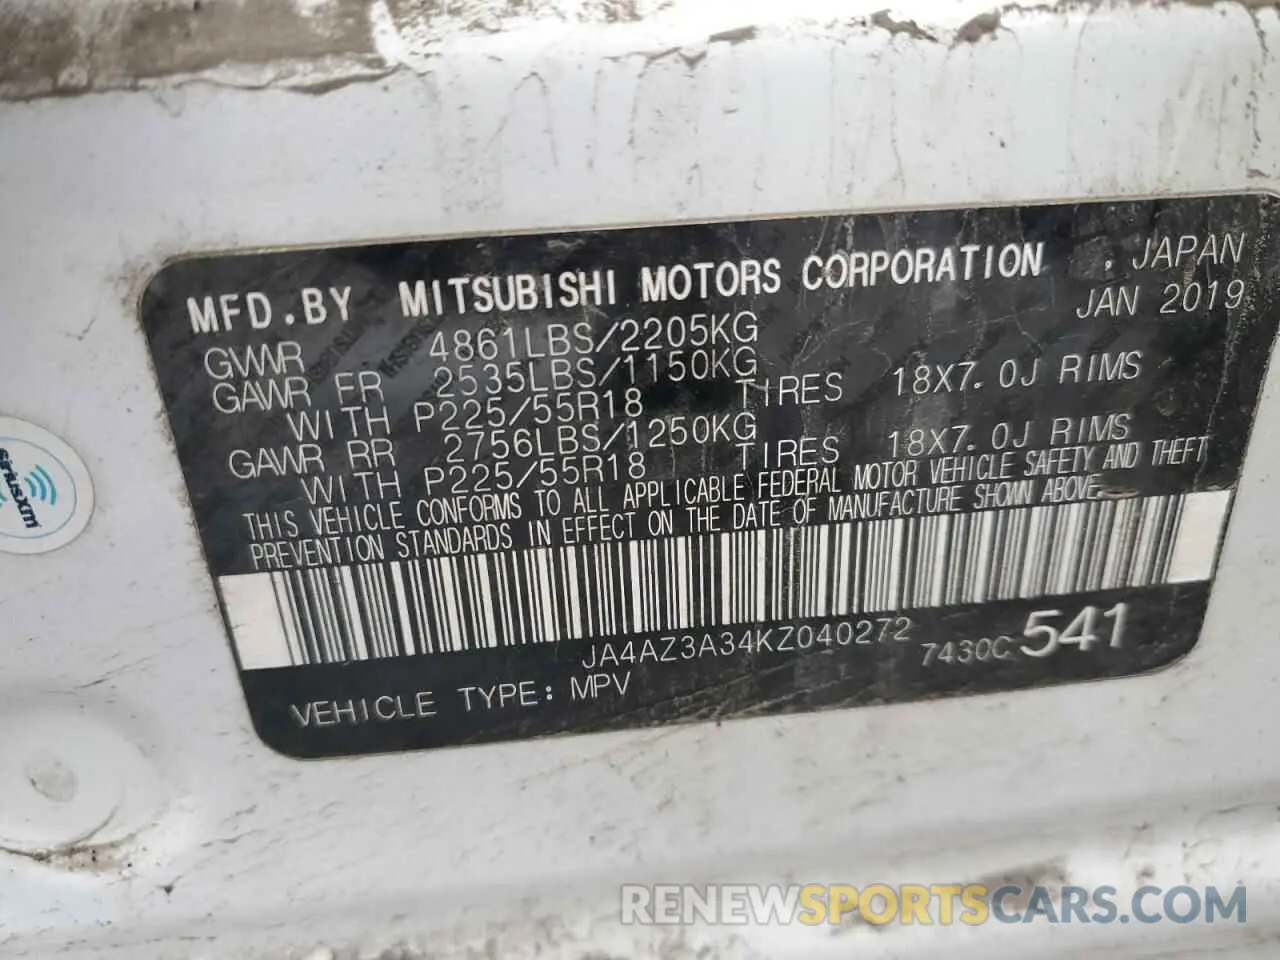 MFD.BY MITSUBISHI MOTORS CORPORATION . JAPAN
JAN 2019
GVWR 4861LBS/2205KG
GAWR FR 2535LBS/1150KG
WITH P225/55R18 TIRES 18X7.0J RIMS
GAWR RR 2756LBS/1250KG
WITH P225/55R18 TIRES 18X7.0J RIMS
THIS VEHICLE CONFORMS TO ALL APPLICABLE FEDERAL MOTOR VEHICLE SAFETY AND THEFT
PREVENTION STANDARDS IN EFFECT ON THE DATE OF MANUFACTURE SHOWN ABOVE.
JA4AZ3A34KZ040272 7430C 541
VEHICLE TYPE: MPV
siriusxm
RENEWSPORTSCARS.COM